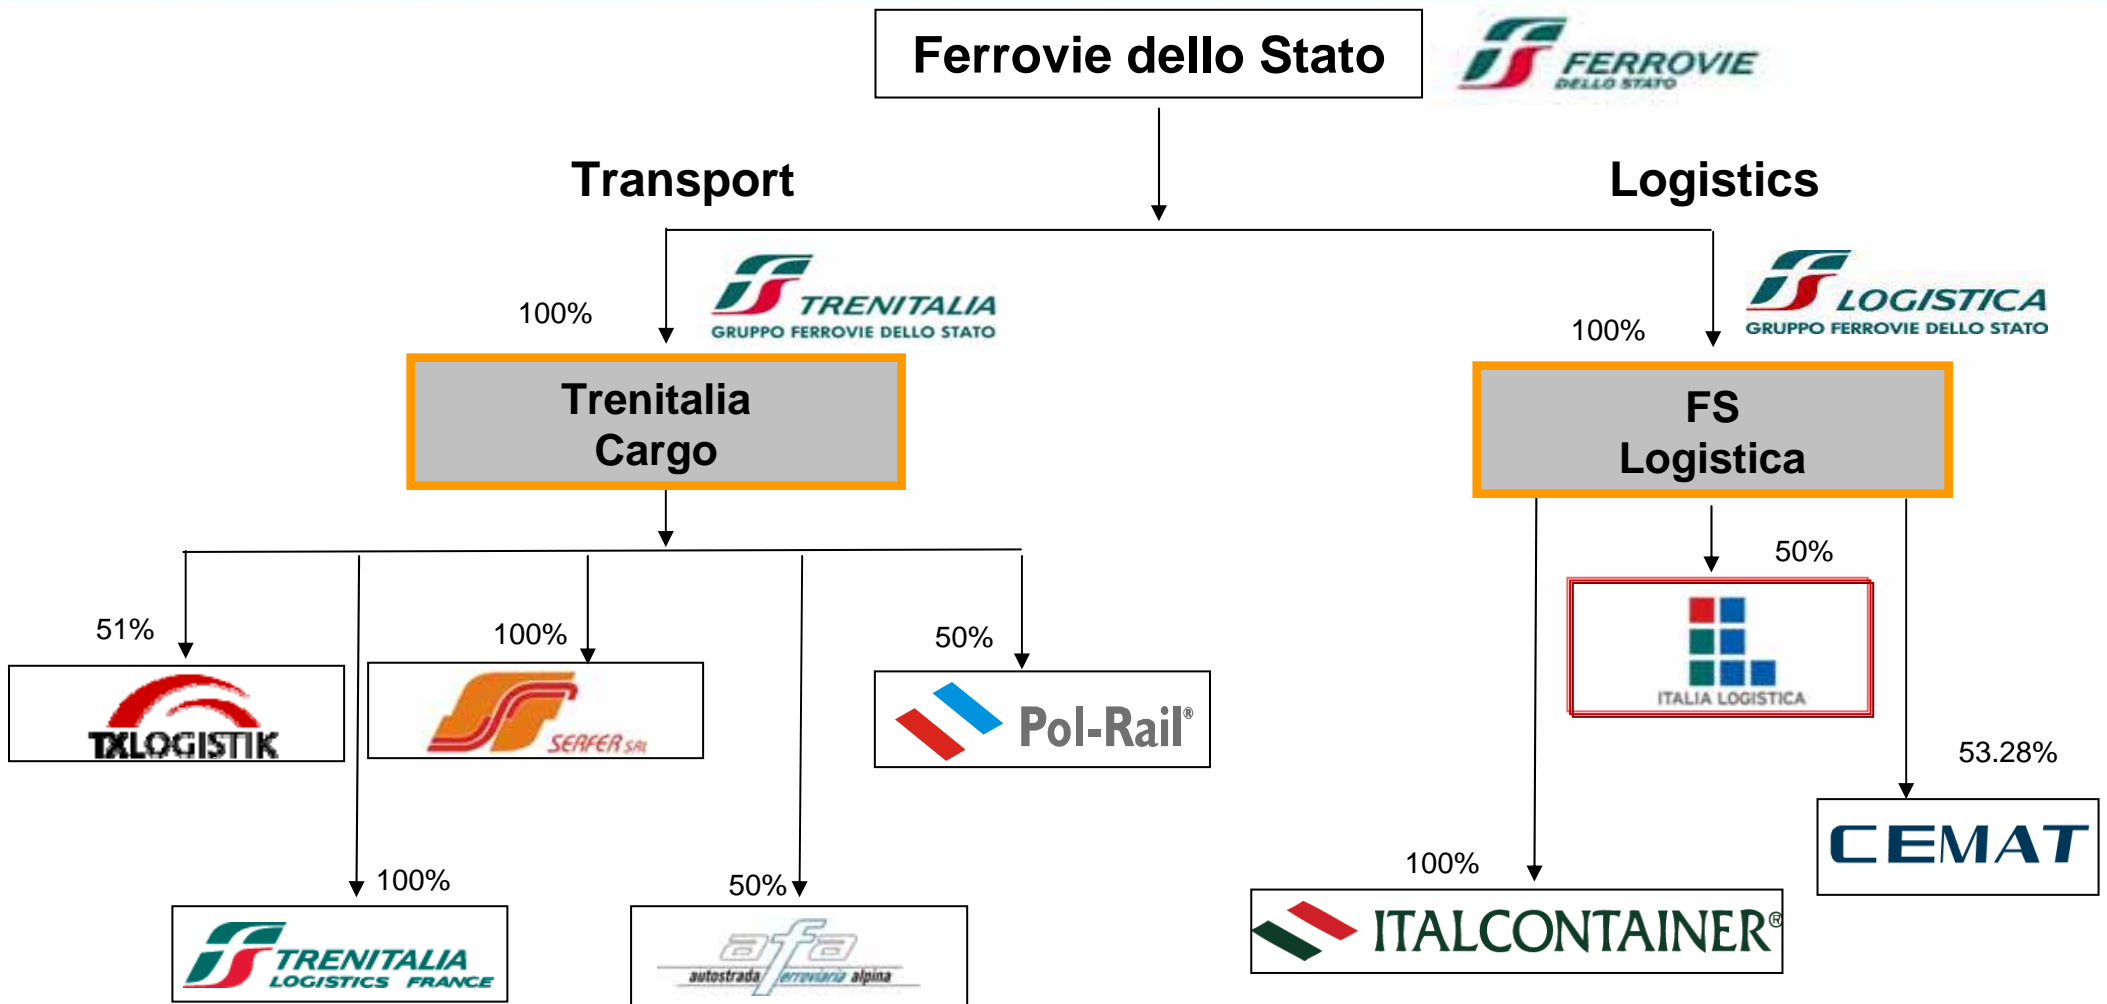 Ferrovie dello Stato
FERROVIE
DELLO STATO
Transport
Logistics
100%
TRENITALIA
GRUPPO FERROVIE DELLO STATO
100%
LOGISTICA
GRUPPO FERROVIE DELLO STATO
Trenitalia
Cargo
FS
Logistica
51%
TXLOGISTIK
100%
SERFER SRL
50%
Pol-Rail®
50%
ITALIA LOGISTICA
53.28%
CEMAT
100%
TRENITALIA
LOGISTICS FRANCE
50%
afa
autostrada ferroviaria alpina
100%
ITALCONTAINER®